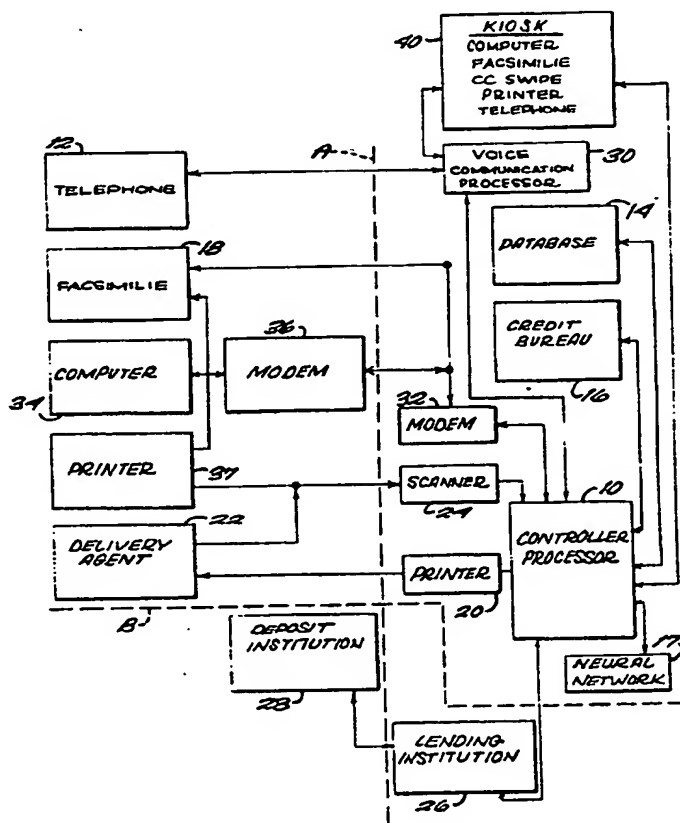 40
KIOSK
COMPUTER
FACSIMILIE
CC SWIPE
PRINTER
TELEPHONE
12
TELEPHONE
A
VOICE
COMMUNICATION
PROCESSOR
30
14
DATABASE
18
FACSIMILIE
CREDIT
BUREAU
16
36
MODEM
COMPUTER
34
32
MODEM
PRINTER
37
SCANNER
24
10
CONTROLLER
PROCESSOR
22
DELIVERY
AGENT
PRINTER
20
B
DEPOSIT
INSTITUTION
28
17
NEURAL
NETWORK
LENDING
INSTITUTION
26